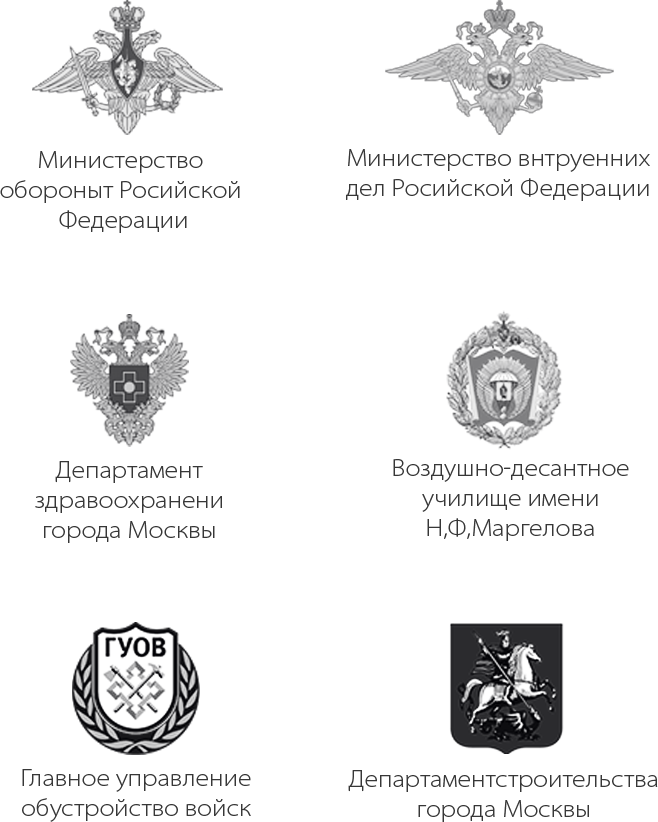 Министерство
обороныт Росийской
Федерации
Министерство внтруенних
дел Росийской Федерации
Департамент
здравоохранени
города Москвы
Воздушно-десантное
училище имени
Н,Ф,Маргелова
ГУОВ
Главное управление
обустройство войск
Департаментстроительства
города Москвы